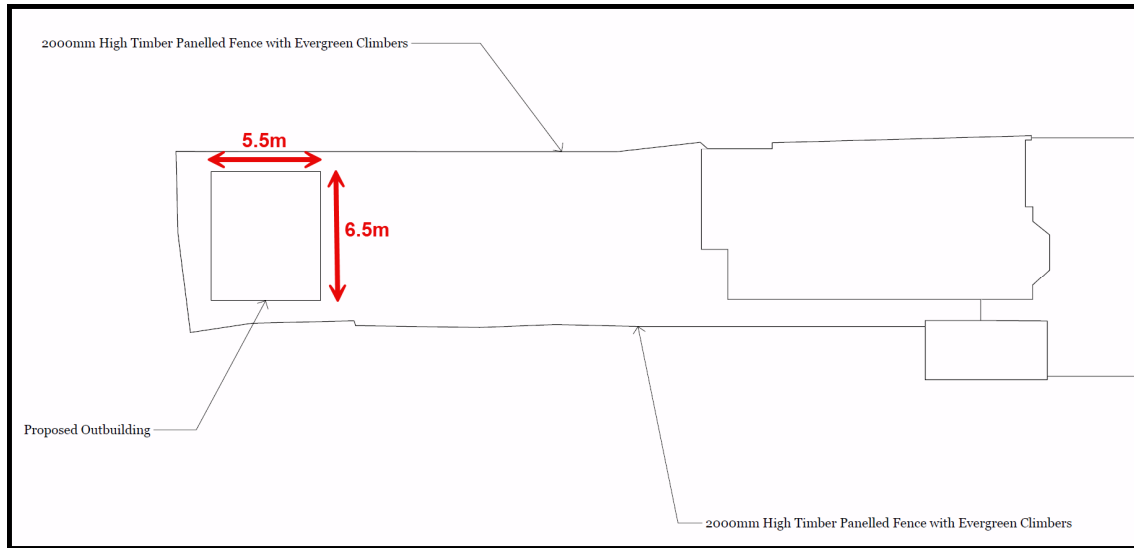 2000mm High Timber Panelled Fence with Evergreen Climbers
5.5m
6.5m
Proposed Outbuilding
2000mm High Timber Panelled Fence with Evergreen Climbers